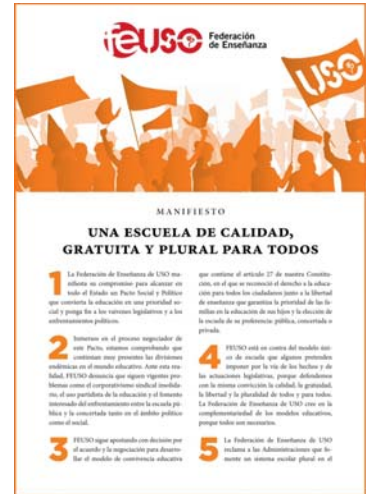 feUSO Federación
de Enseñanza
USO
MANIFIESTO
UNA ESCUELA DE CALIDAD,
GRATUITA Y PLURAL PARA TODOS
1 La Federación de Enseñanza de USO ma-
nifiesta su compromiso para alcanzar en
todo el Estado un Pacto Social y Político
que convierta la educación en una prioridad so-
cial y ponga fin a los vaivenes legislativos y a los
enfrentamientos políticos.
2 Inmersos en el proceso negociador de
este Pacto, estamos comprobando que
continúan muy presentes las divisiones
endémicas en el mundo educativo. Ante esta rea-
lidad, FEUSO denuncia que siguen vigentes pro-
blemas como el corporativismo sindical insolida-
rio, el uso partidista de la educación y el fomento
interesado del enfrentamiento entre la escuela pú-
blica y la concertada tanto en el ámbito político
como el social.
3 FEUSO sigue apostando con decisión por
el acuerdo y la negociación para desarro-
llar el modelo de convivencia educativa
que contiene el artículo 27 de nuestra Constitu-
ción, en el que se reconoció el derecho a la educa-
ción para todos los ciudadanos junto a la libertad
de enseñanza que garantiza la prioridad de las fa-
milias en la educación de sus hijos y la elección de
la escuela de su preferencia: pública, concertada o
privada.
4 FEUSO está en contra del modelo úni-
co de escuela que algunos pretenden
imponer por la vía de los hechos y de
las actuaciones legislativas, porque defendemos
con la misma convicción la calidad, la gratuidad,
la libertad y la pluralidad de todos y para todos.
La Federación de Enseñanza de USO cree en la
complementariedad de los modelos educativos,
porque todos son necesarios.
5 La Federación de Enseñanza de USO
reclama a las Administraciones que fo-
mente un sistema escolar plural en el